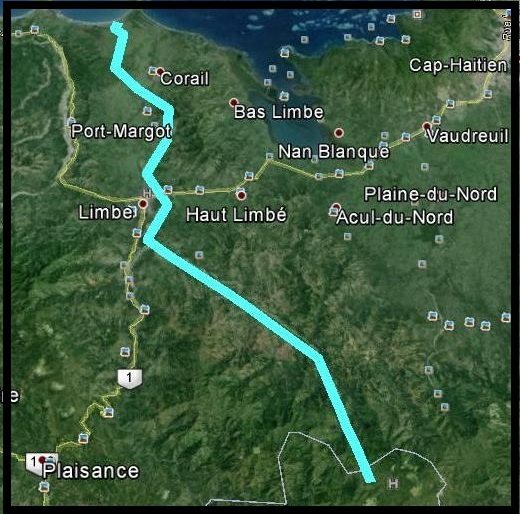 Cap-Haitien
Corail
Bas Limbe
Port-Margot
Vaudreuil
Nan Blanque
H
Plaine-du-Nord
Limbe
Haut Limbé
Acul-du-Nord
1
Plaisance
H